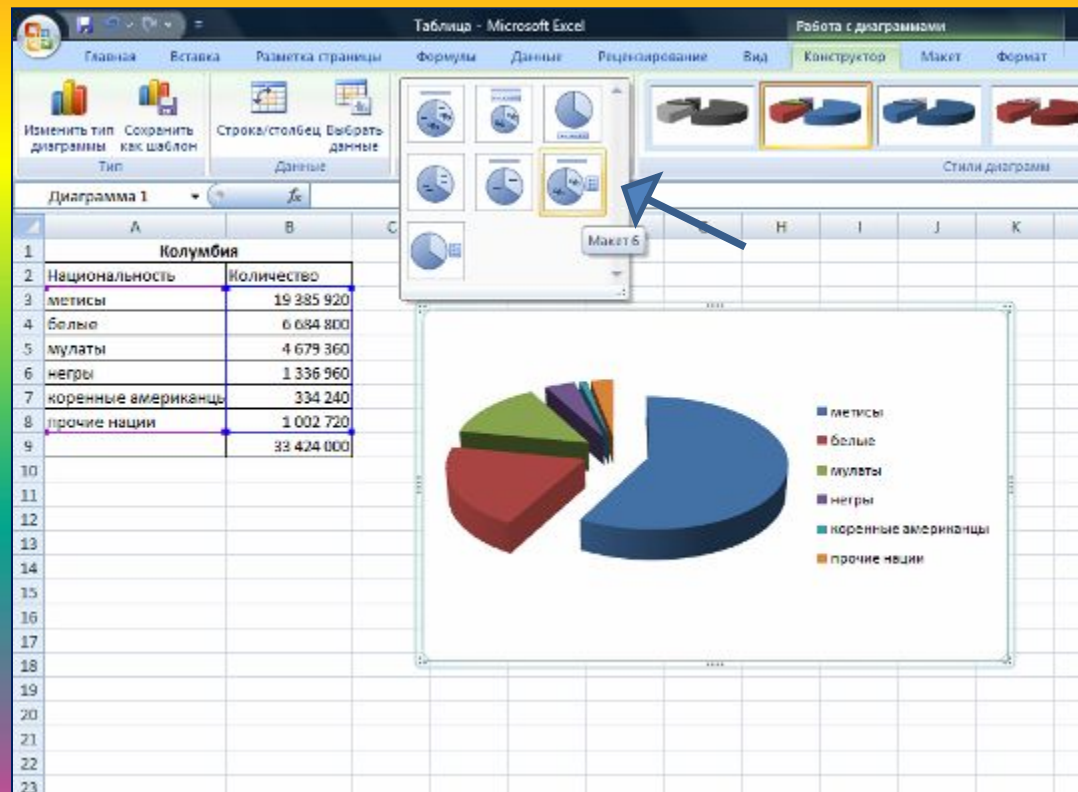 Таблица - Microsoft Excel
Работа с диаграммами
Главная Вставка Разметка страницы Формулы Данные Рецензирование Вид Конструктор Макет Формат
Изменить тип диаграммы
Сохранить как шаблон
Строка/столбец
Выбрать данные
Тип
Данные
Стили диаграмм
Макет 6
Диаграмма 1 fx
A B C G H I J K
1 Колумбия
2 Национальность Количество
3 метисы 19 385 920
4 белые 6 684 800
5 мулаты 4 679 360
6 негры 1 336 960
7 коренные американцы 334 240
8 прочие нации 1 002 720
9 33 424 000
10
11
12
13
14
15
16
17
18
19
20
21
22
23
метисы
белые
мулаты
негры
коренные американцы
прочие нации